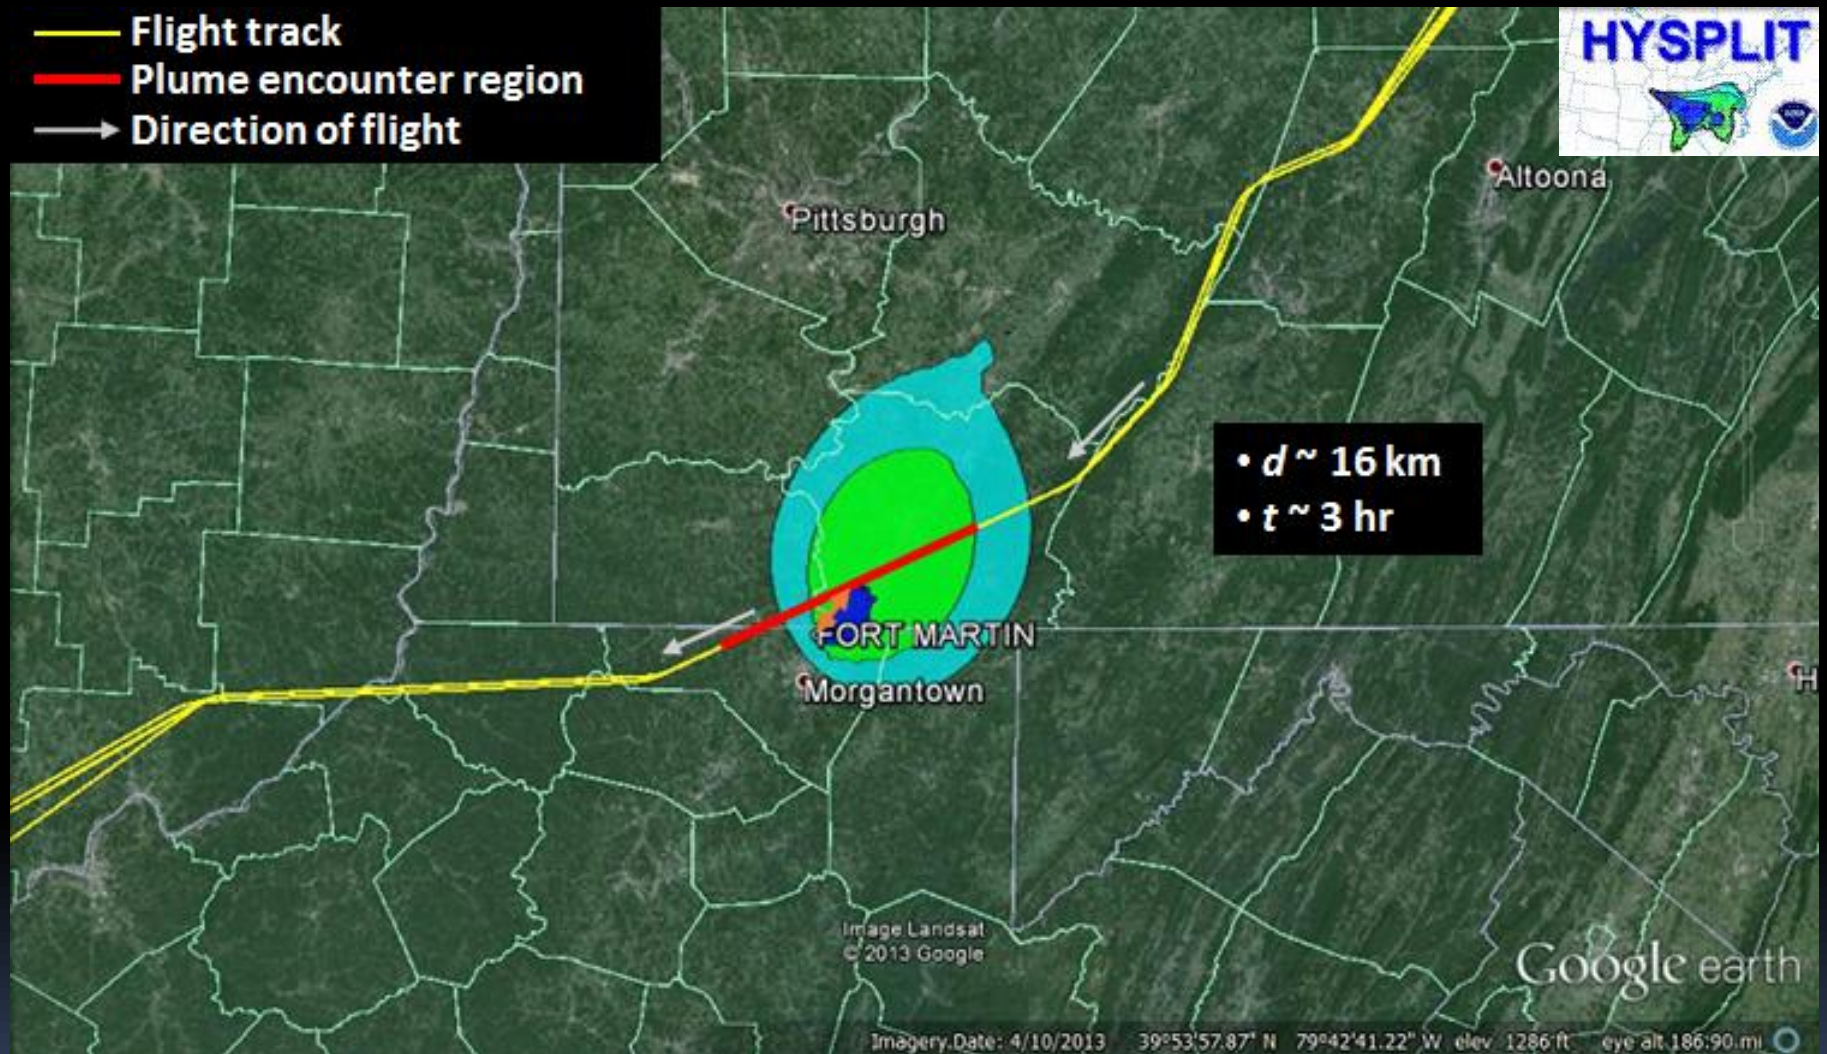 Flight track
Plume encounter region
Direction of flight
HYSPLIT
Altoona
Pittsburgh
• d ~ 16 km
• t ~ 3 hr
FORT MARTIN
Morgantown
H
Image Landsat
© 2013 Google
Google earth
Imagery Date: 4/10/2013 39°53'57.87" N 79°42'41.22" W elev 1286 ft eye alt 186.90 mi